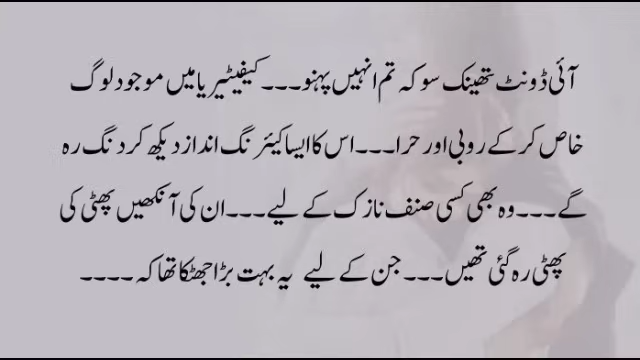 آئی ڈونٹ تھینک سو کہ تم انہیں پہنو۔۔۔ کیفیٹیریا میں موجود لوگ
خاص کر کے روبی اور حرا۔۔۔ اس کا ایسا کیئرنگ انداز دیکھ کر دنگ رہ
گے۔۔۔ وہ بھی کسی صنف نازک کے لیے۔۔۔ ان کی آنکھیں پھٹی کی
پھٹی رہ گئی تھیں۔۔۔ جن کے لیے یہ بہت بڑا جھٹکا تھا کہ۔۔۔۔